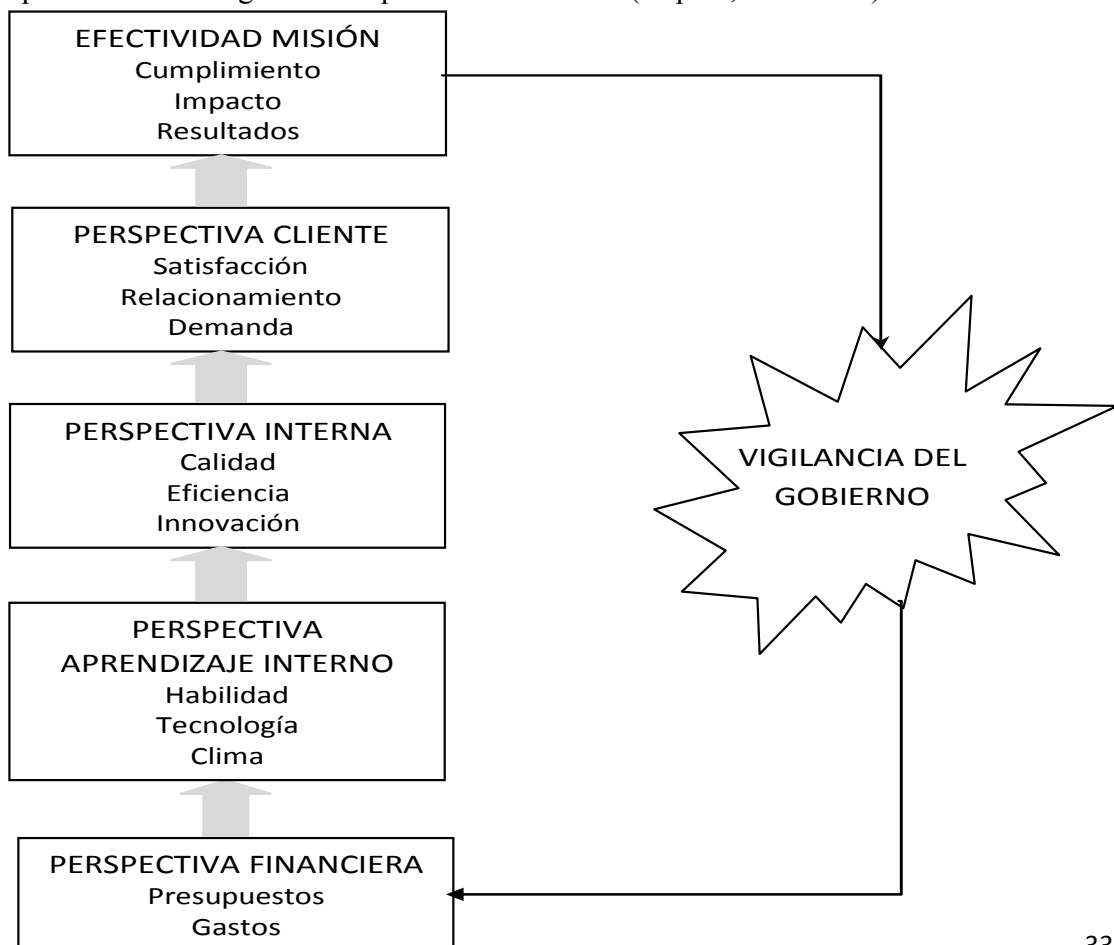 EFECTIVIDAD MISIÓN
Cumplimiento
Impacto
Resultados
PERSPECTIVA CLIENTE
Satisfacción
Relacionamiento
Demanda
PERSPECTIVA INTERNA
Calidad
Eficiencia
Innovación
VIGILANCIA DEL
GOBIERNO
PERSPECTIVA
APRENDIZAJE INTERNO
Habilidad
Tecnología
Clima
PERSPECTIVA FINANCIERA
Presupuestos
Gastos